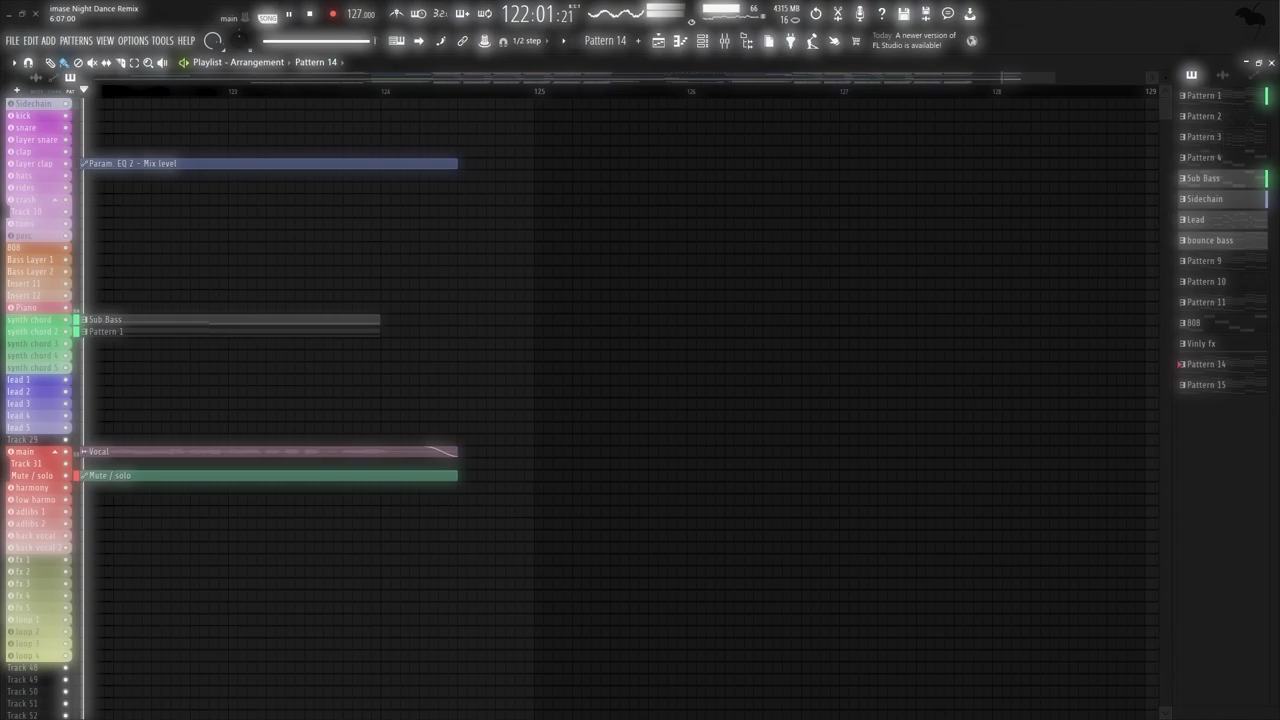 imase Night Dance Remix
6:07:00
main
SONG
127.000
32:
122:01:21
B:S:T
66
4315 MB
16
FILE EDIT ADD PATTERNS VIEW OPTIONS TOOLS HELP
1/2 step
Pattern 14
Today: A newer version of
FL Studio is available!
Playlist - Arrangement › Pattern 14 ›
PAT
123
124
125
126
127
128
129
Sidechain
kick
snare
layer snare
clap
layer clap
Param. EQ 2 - Mix level
hats
rides
crash
Track 10
toms
perc
808
Bass Layer 1
Bass Layer 2
Insert 11
Insert 12
Piano
synth chord
Sub Bass
synth chord 2
Pattern 1
synth chord 3
synth chord 4
synth chord 5
lead 1
lead 2
lead 3
lead 4
lead 5
Track 29
main
Vocal
Track 31
Mute / solo
Mute / solo
harmony
low harmo
adlibs 1
adlibs 2
back vocal
back vocal 2
fx 1
fx 2
fx 3
fx 4
fx 5
loop 1
loop 2
loop 3
loop 4
Track 48
Track 49
Track 50
Track 51
Track 52
Pattern 1
Pattern 2
Pattern 3
Pattern 4
Sub Bass
Sidechain
Lead
bounce bass
Pattern 9
Pattern 10
Pattern 11
808
Vinly fx
Pattern 14
Pattern 15